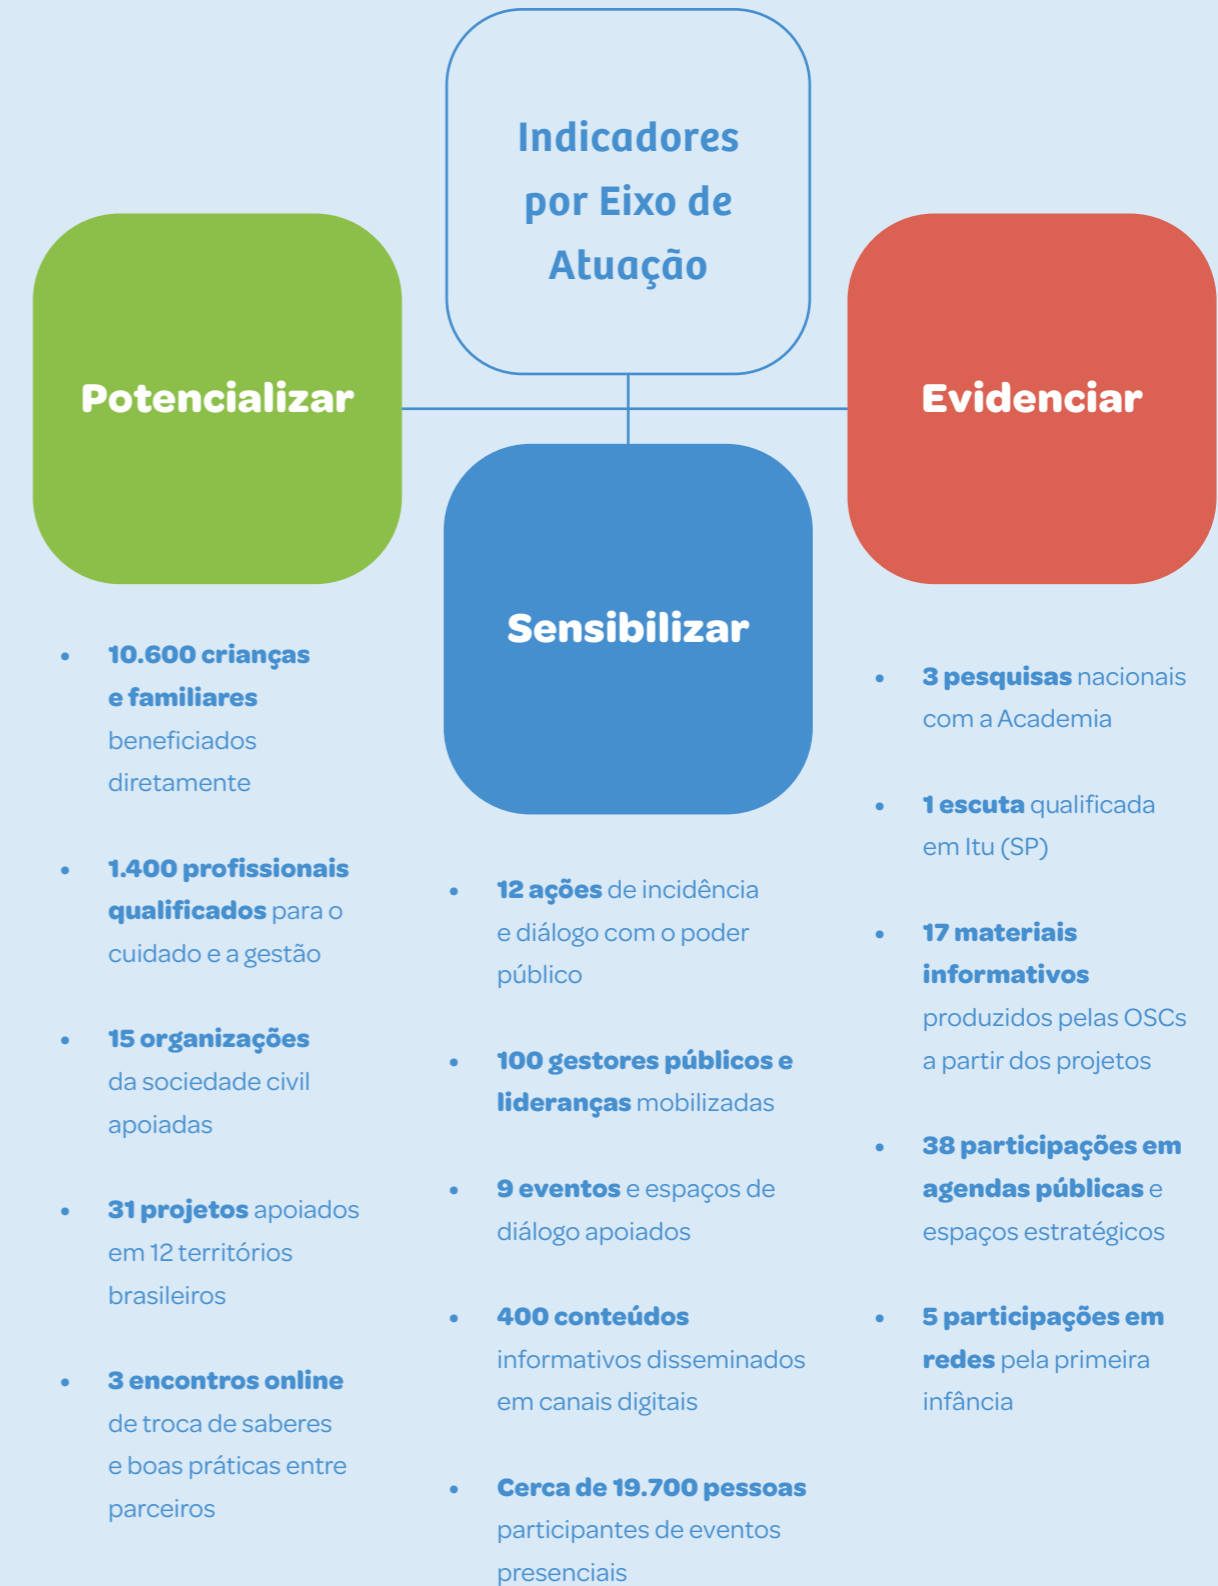 Indicadores
por Eixo de
Atuação
Potencializar
• 10.600 crianças
e familiares
beneficiados
diretamente
• 1.400 profissionais
qualificados para o
cuidado e a gestão
• 15 organizações
da sociedade civil
apoiadas
• 31 projetos apoiados
em 12 territórios
brasileiros
• 3 encontros online
de troca de saberes
e boas práticas entre
parceiros
Sensibilizar
• 12 ações de incidência
e diálogo com o poder
público
• 100 gestores públicos e
lideranças mobilizadas
• 9 eventos e espaços de
diálogo apoiados
• 400 conteúdos
informativos disseminados
em canais digitais
• Cerca de 19.700 pessoas
participantes de eventos
presenciais
Evidenciar
• 3 pesquisas nacionais
com a Academia
• 1 escuta qualificada
em Itu (SP)
• 17 materiais
informativos
produzidos pelas OSCs
a partir dos projetos
• 38 participações em
agendas públicas e
espaços estratégicos
• 5 participações em
redes pela primeira
infância